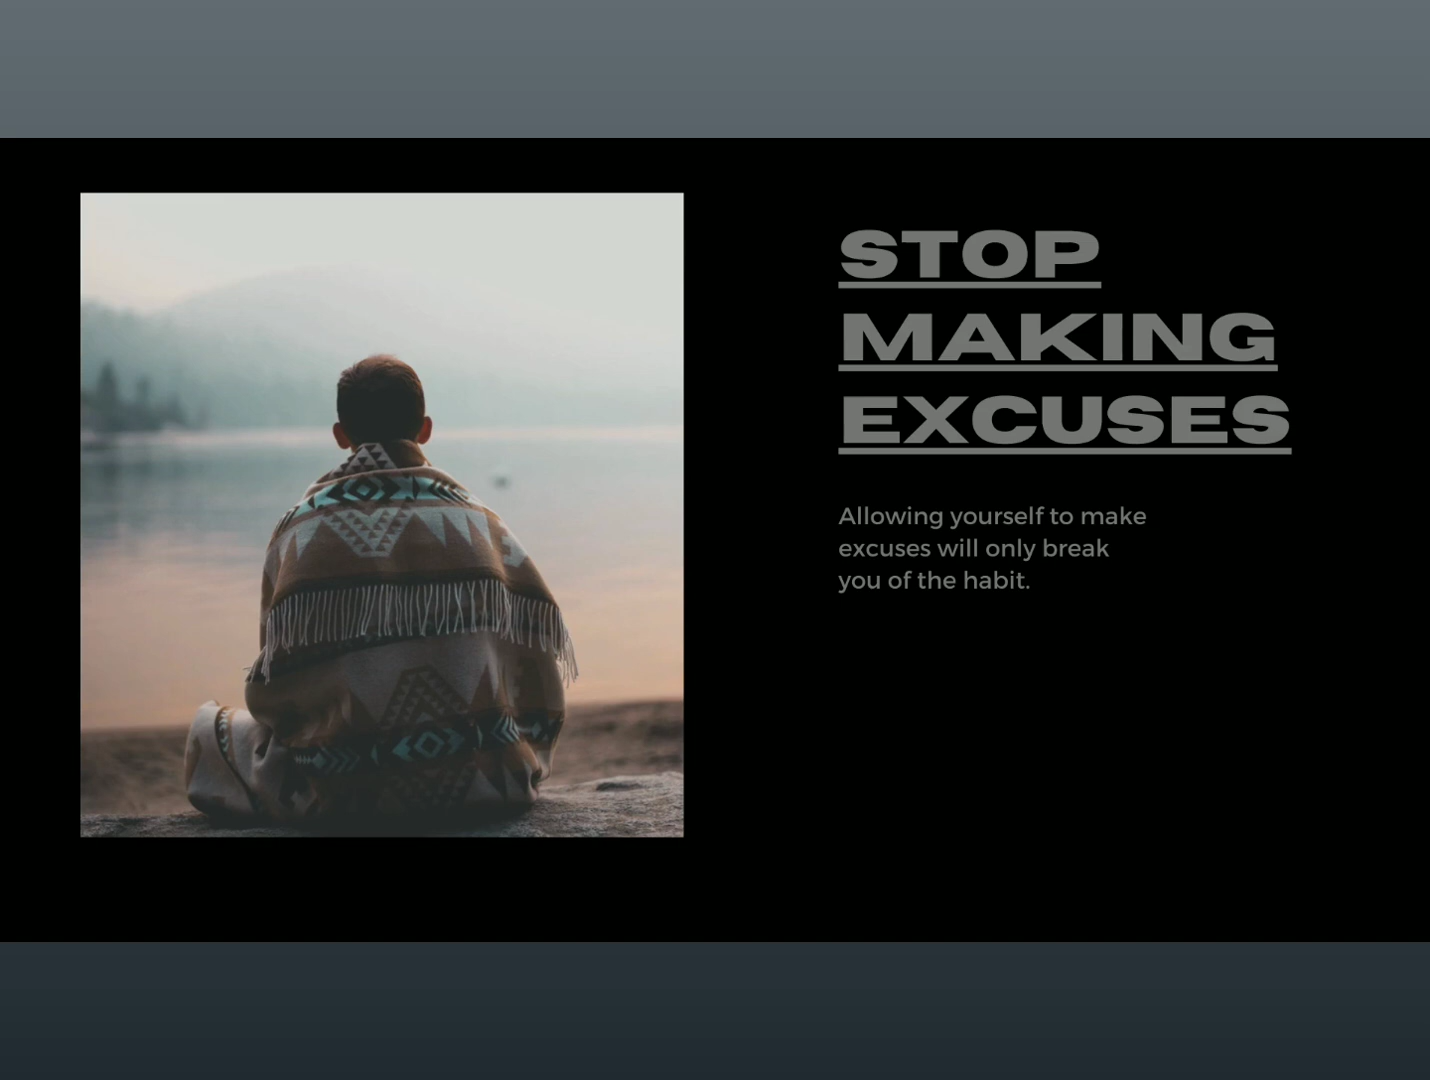 STOP
MAKING
EXCUSES
Allowing yourself to make
excuses will only break
you of the habit.